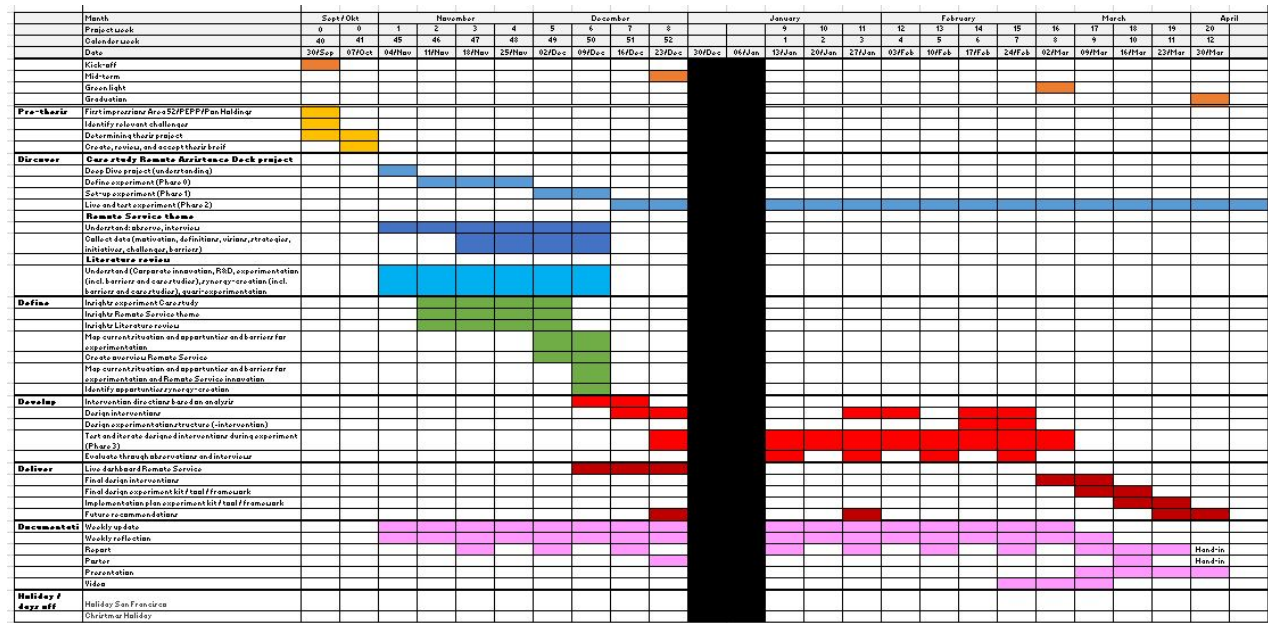 Month Sept / Okt November December January February March April
Project week 0 0 1 2 3 4 5 6 7 8 9 10 11 12 13 14 15 16 17 18 19 20
Calender week 40 41 45 46 47 48 49 50 51 52 1 2 3 4 5 6 7 8 9 10 11 12
Date 30/Sep 07/Oct 04/Nov 11/Nov 18/Nov 25/Nov 02/Dec 09/Dec 16/Dec 23/Dec 30/Dec 06/Jan 13/Jan 20/Jan 27/Jan 03/Feb 10/Feb 17/Feb 24/Feb 02/Mar 09/Mar 16/Mar 23/Mar 30/Mar
Kick-off
Mid-term
Green light
Graduation
Pre-thesis First impressions Area 52/PEPP/Pon Holdings
Identify relevant challenges
Determining thesis project
Create, review, and accept thesis breif
Discover Case study Remote Assistance Deck project
Deep Dive project (understanding)
Define experiment (Phase 0)
Set-up experiment (Phase 1)
Live and test experiment (Phase 2)
Remote Service theme
Understand: observe, interview
Collect data (motivation, definitions, visions, strategies,
initiatives, challenges, barriers)
Literature review
Understand (Corporate innovation, R&D, experimentation
(incl. barriers and case studies), synergy-creation (incl.
barriers and case studies), quasi-experimentation
Define Insights experiment Case study
Insights Remote Service theme
Insights Literature review
Map current situation and opportunties and barriers for
experimentation
Create overview Remote Service
Map current situation and opportunties and barriers for
experimentation and Remote Service innovation
Identify opportunties synergy-creation
Develop Intervention directions based on analysis
Design interventions
Design experimentation structure (-intervention)
Test and iterate designed interventions during experiment
(Phase 3)
Evaluate through observations and interviews
Deliver Live dashboard Remote Service
Final design interventions
Final design experiment kit / tool / framework
Implementation plan experiment kit / tool / framework
Future recommendations
Documentati Weekly update
Weekly reflection
Report Hand-in
Poster Hand-in
Presentation
Video
Holiday /
days off Holiday San Francisco
Christmas Holiday